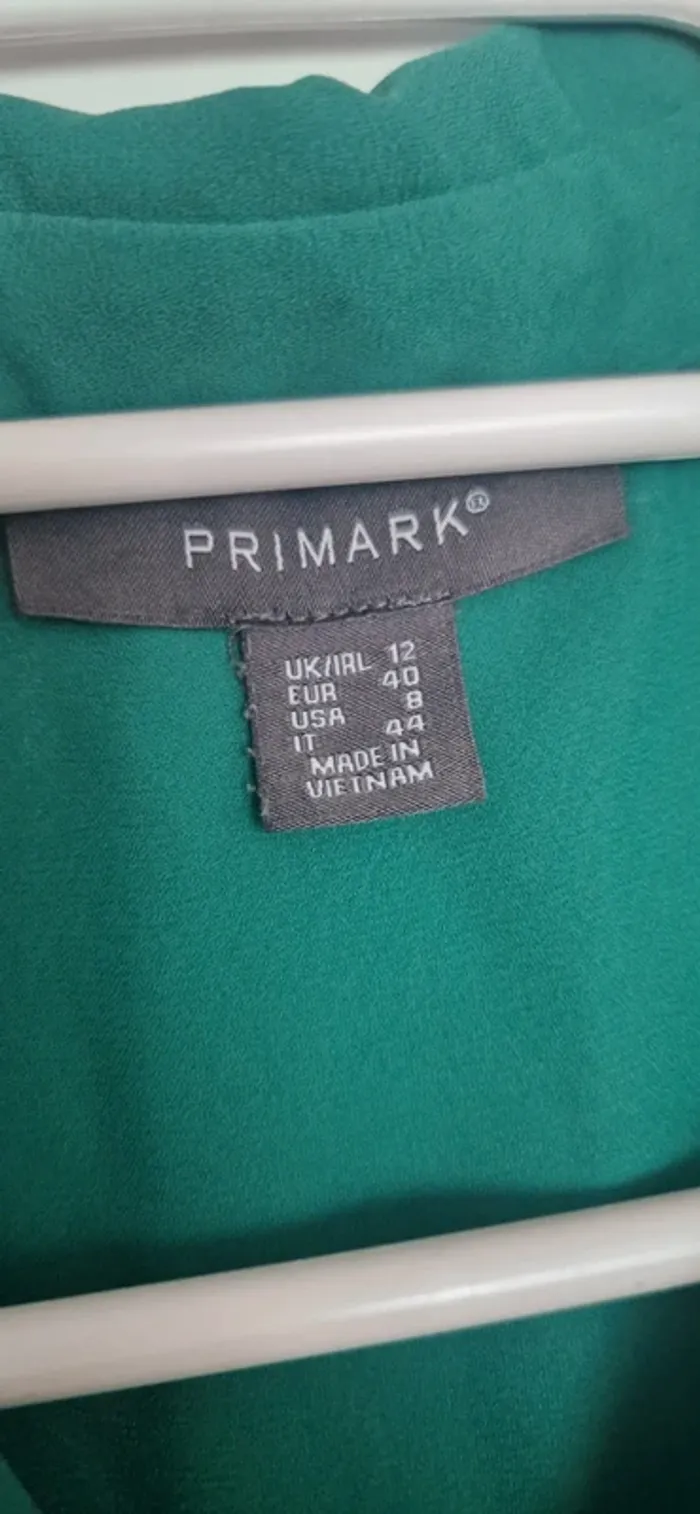 PRIMARK®
UK/IRL 12
EUR 40
USA 8
IT 44
MADE IN
VIETNAM